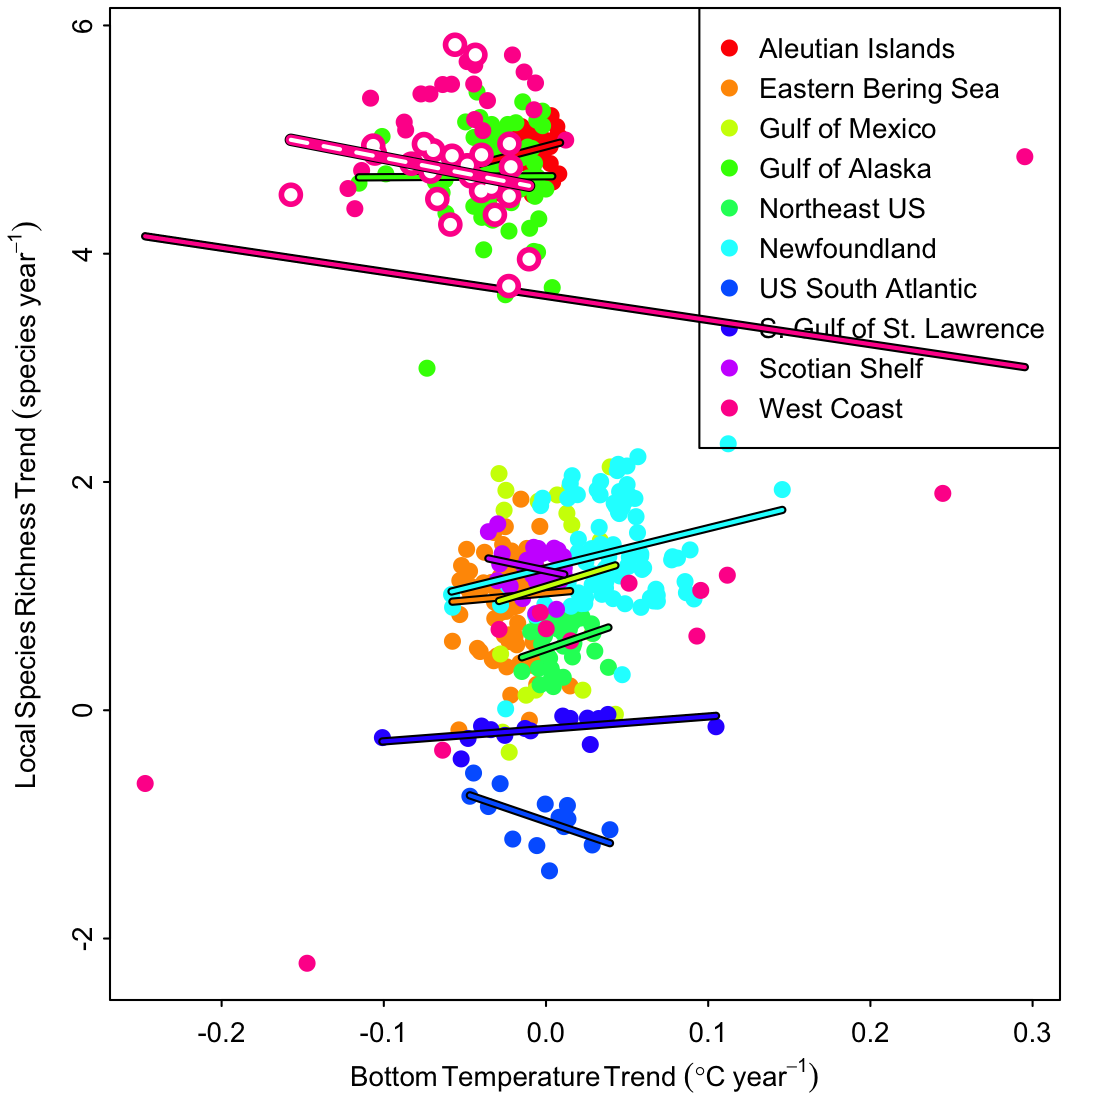 6
4
2
0
-2
Local Species Richness Trend (species year⁻¹)
Aleutian Islands
Eastern Bering Sea
Gulf of Mexico
Gulf of Alaska
Northeast US
Newfoundland
US South Atlantic
S. Gulf of St. Lawrence
Scotian Shelf
West Coast
-0.2 -0.1 0.0 0.1 0.2 0.3
Bottom Temperature Trend (°C year⁻¹)